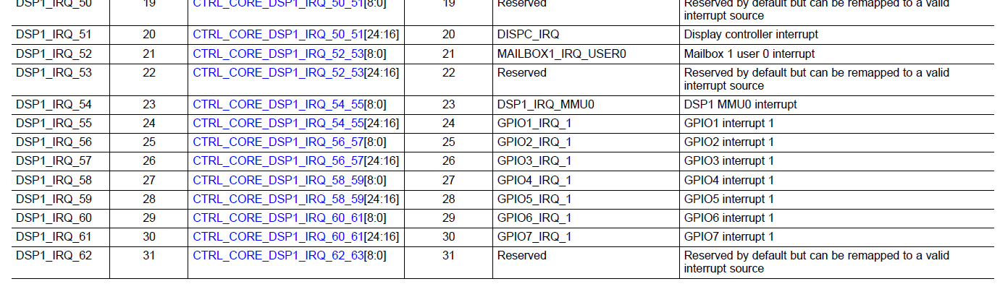 DSP1_IRQ_50 19 CTRL_CORE_DSP1_IRQ_50_51[8:0] 19 Reserved Reserved by default but can be remapped to a valid
interrupt source
DSP1_IRQ_51 20 CTRL_CORE_DSP1_IRQ_50_51[24:16] 20 DISPC_IRQ Display controller interrupt
DSP1_IRQ_52 21 CTRL_CORE_DSP1_IRQ_52_53[8:0] 21 MAILBOX1_IRQ_USER0 Mailbox 1 user 0 interrupt
DSP1_IRQ_53 22 CTRL_CORE_DSP1_IRQ_52_53[24:16] 22 Reserved Reserved by default but can be remapped to a valid
interrupt source
DSP1_IRQ_54 23 CTRL_CORE_DSP1_IRQ_54_55[8:0] 23 DSP1_IRQ_MMU0 DSP1 MMU0 interrupt
DSP1_IRQ_55 24 CTRL_CORE_DSP1_IRQ_54_55[24:16] 24 GPIO1_IRQ_1 GPIO1 interrupt 1
DSP1_IRQ_56 25 CTRL_CORE_DSP1_IRQ_56_57[8:0] 25 GPIO2_IRQ_1 GPIO2 interrupt 1
DSP1_IRQ_57 26 CTRL_CORE_DSP1_IRQ_56_57[24:16] 26 GPIO3_IRQ_1 GPIO3 interrupt 1
DSP1_IRQ_58 27 CTRL_CORE_DSP1_IRQ_58_59[8:0] 27 GPIO4_IRQ_1 GPIO4 interrupt 1
DSP1_IRQ_59 28 CTRL_CORE_DSP1_IRQ_58_59[24:16] 28 GPIO5_IRQ_1 GPIO5 interrupt 1
DSP1_IRQ_60 29 CTRL_CORE_DSP1_IRQ_60_61[8:0] 29 GPIO6_IRQ_1 GPIO6 interrupt 1
DSP1_IRQ_61 30 CTRL_CORE_DSP1_IRQ_60_61[24:16] 30 GPIO7_IRQ_1 GPIO7 interrupt 1
DSP1_IRQ_62 31 CTRL_CORE_DSP1_IRQ_62_63[8:0] 31 Reserved Reserved by default but can be remapped to a valid
interrupt source